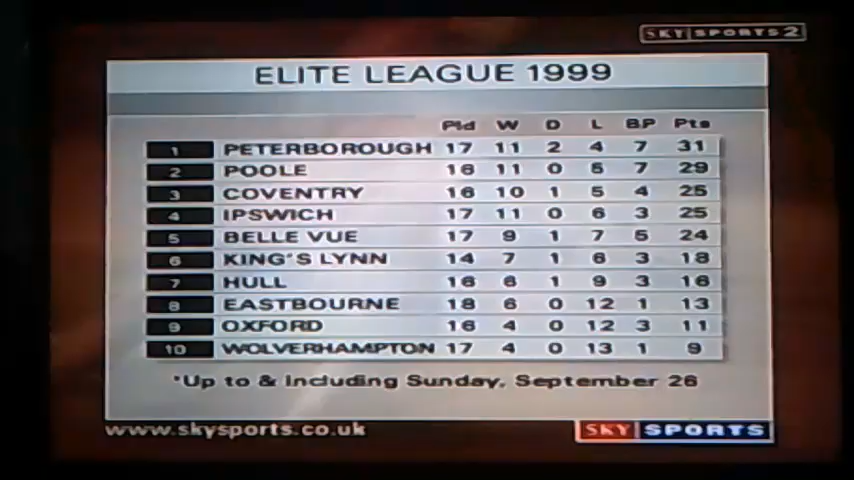 SKY SPORTS 2
ELITE LEAGUE 1999
Pld W D L BP Pts
1 PETERBOROUGH 17 11 2 4 7 31
2 POOLE 16 11 0 5 7 29
3 COVENTRY 16 10 1 5 4 25
4 IPSWICH 17 11 0 6 3 25
5 BELLE VUE 17 9 1 7 5 24
6 KING'S LYNN 14 7 1 6 3 18
7 HULL 16 6 1 9 3 16
8 EASTBOURNE 18 6 0 12 1 13
9 OXFORD 16 4 0 12 3 11
10 WOLVERHAMPTON 17 4 0 13 1 9
*Up to & Including Sunday, September 26
www.skysports.co.uk
SKY SPORTS